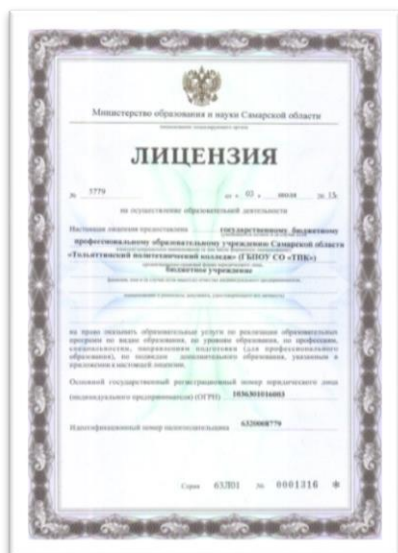 Министерство образования и науки Самарской области
ЛИЦЕНЗИЯ
№ 5779 от « 03 » июля 20 15г
на осуществление образовательной деятельности
Настоящая лицензия предоставлена государственному бюджетному
профессиональному образовательному учреждению Самарской области
«Тольяттинский политехнический колледж» (ГБПОУ СО «ТПК»)
бюджетное учреждение
на право оказывать образовательные услуги по реализации образовательных
программ по видам образования, по уровням образования, по профессиям,
специальностям, направлениям подготовки (для профессионального
образования), по подвидам дополнительного образования, указанным в
приложении к настоящей лицензии.
Основной государственный регистрационный номер юридического лица
(индивидуального предпринимателя) (ОГРН) 1036301016003
Идентификационный номер налогоплательщика 6320008779
Серия 63Л01 № 0001316 *